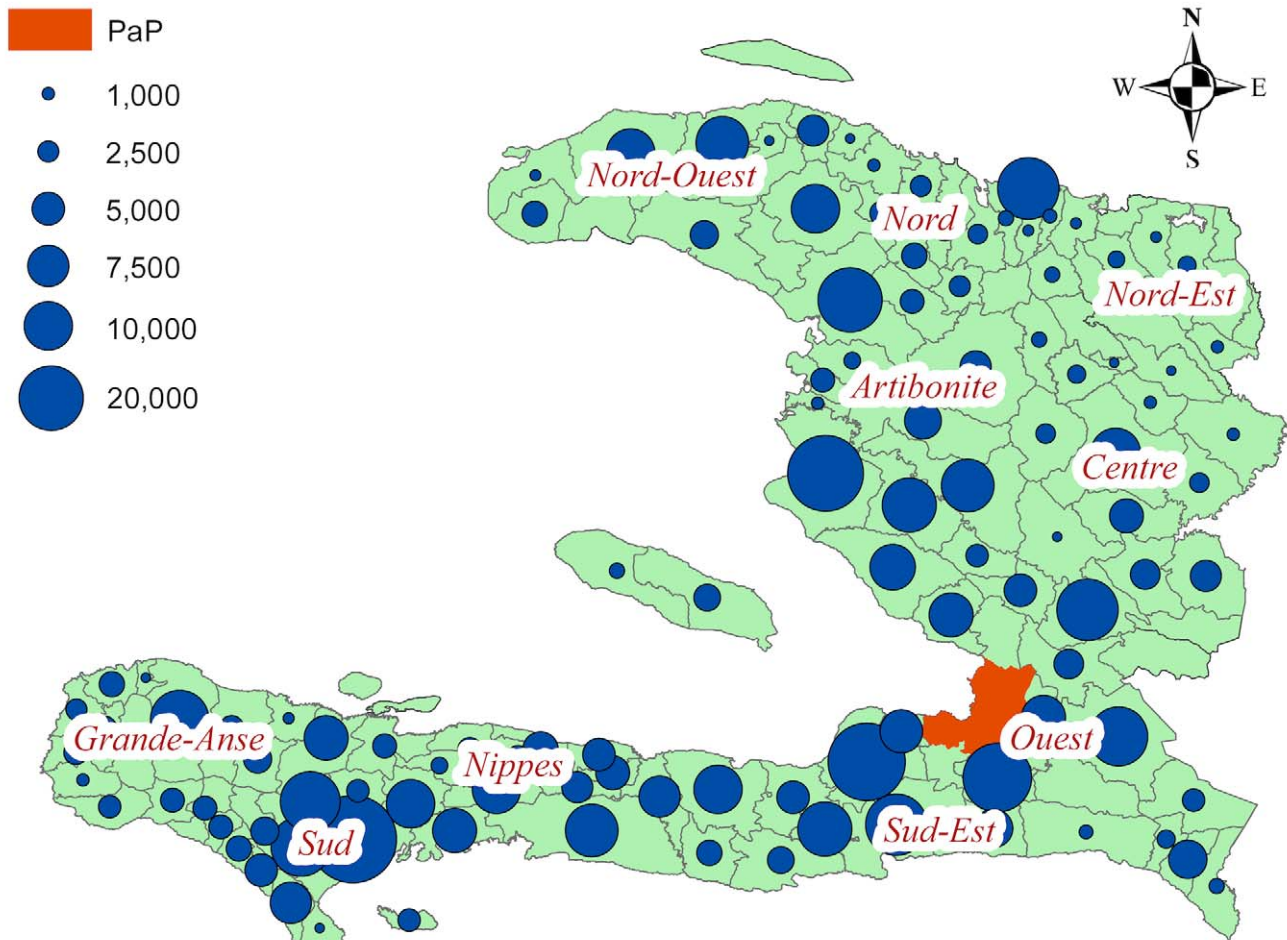 PaP
1,000
2,500
5,000
7,500
10,000
20,000
N
W
E
S
Nord-Ouest
Nord
Nord-Est
Artibonite
Centre
Grande-Anse
Nippes
Ouest
Sud
Sud-Est